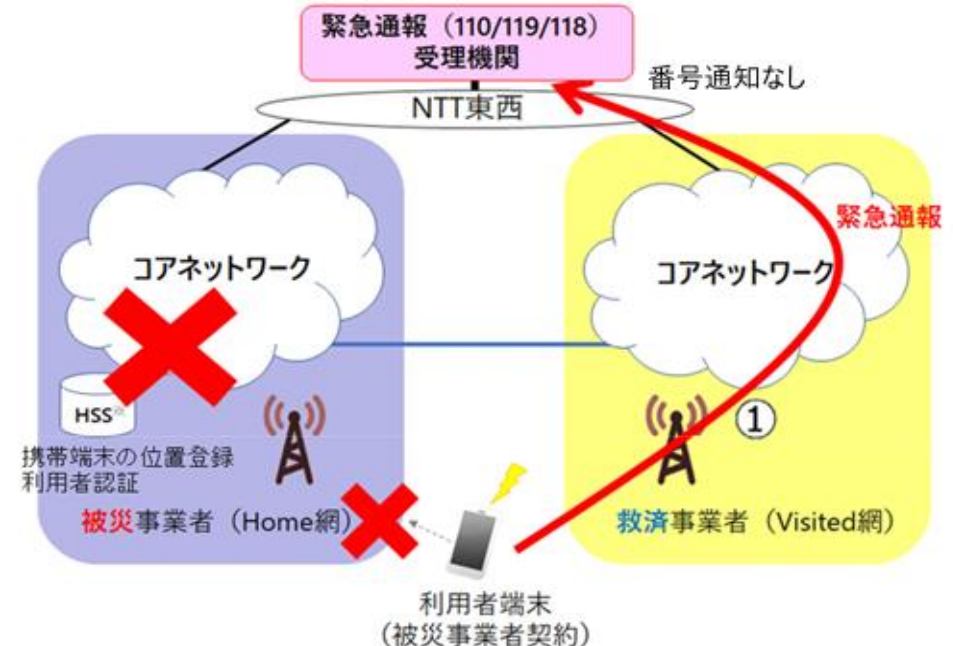 緊急通報（110/119/118）
受理機関
番号通知なし
NTT東西
緊急通報
コアネットワーク
コアネットワーク
HSS※
①
携帯端末の位置登録
利用者認証
被災事業者（Home網）
救済事業者（Visited網）
利用者端末
（被災事業者契約）